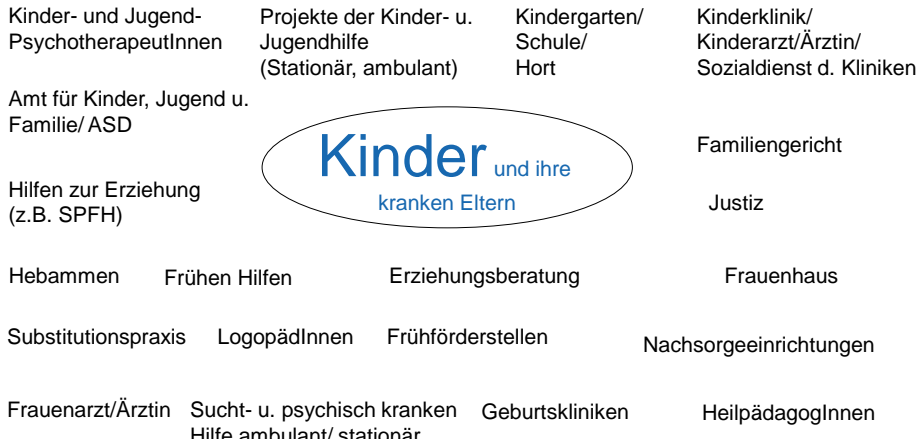 Kinder- und Jugend-
PsychotherapeutInnen
Projekte der Kinder- u.
Jugendhilfe
(Stationär, ambulant)
Kindergarten/
Schule/
Hort
Kinderklinik/
Kinderarzt/Ärztin/
Sozialdienst d. Kliniken
Amt für Kinder, Jugend u.
Familie/ ASD
Kinder und ihre
kranken Eltern
Familiengericht
Hilfen zur Erziehung
(z.B. SPFH)
Justiz
Hebammen
Frühen Hilfen
Erziehungsberatung
Frauenhaus
Substitutionspraxis
LogopädInnen
Frühförderstellen
Nachsorgeeinrichtungen
Frauenarzt/Ärztin
Sucht- u. psychisch kranken
Hilfe ambulant/ stationär
Geburtskliniken
HeilpädagogInnen